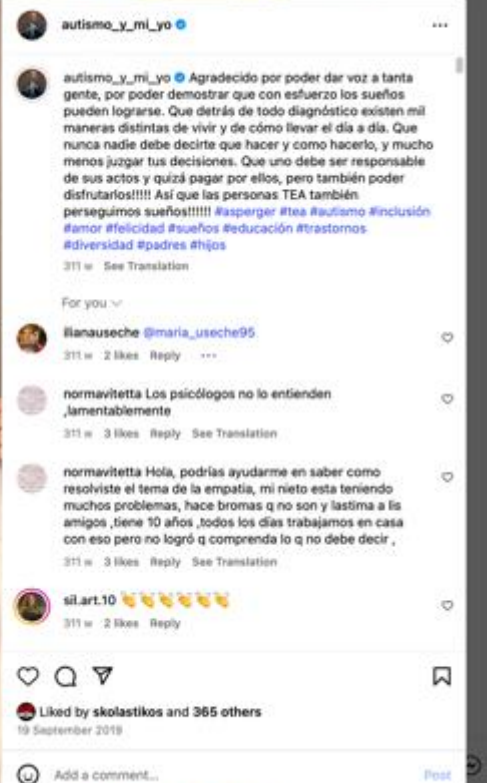 autismo_y_mi_yo
autismo_y_mi_yo Agradecido por poder dar voz a tanta
gente, por poder demostrar que con esfuerzo los sueños
pueden lograrse. Que detrás de todo diagnóstico existen mil
maneras distintas de vivir y de cómo llevar el día a día. Que
nunca nadie debe decirte que hacer y como hacerlo, y mucho
menos juzgar tus decisiones. Que uno debe ser responsable
de sus actos y quizá pagar por ellos, pero también poder
disfrutarlos!!!!! Así que las personas TEA también
perseguimos sueños!!!!!! #asperger #tea #autismo #inclusión
#amor #felicidad #sueños #educación #trastornos
#diversidad #padres #hijos
311 w See Translation
For you
ilianauseche @maria_useche95
311 w 2 likes Reply
normavitetta Los psicólogos no lo entienden
,lamentablemente
311 w 3 likes Reply See Translation
normavitetta Hola, podrías ayudarme en saber como
resolviste el tema de la empatia, mi nieto esta teniendo
muchos problemas, hace bromas q no son y lastima a lis
amigos ,tiene 10 años ,todos los días trabajamos en casa
con eso pero no logró q comprenda lo q no debe decir ,
311 w 3 likes Reply See Translation
sil.art.10 👏👏👏👏👏👏
311 w 2 likes Reply
Liked by skolastikos and 365 others
19 September 2019
Add a comment...
Post